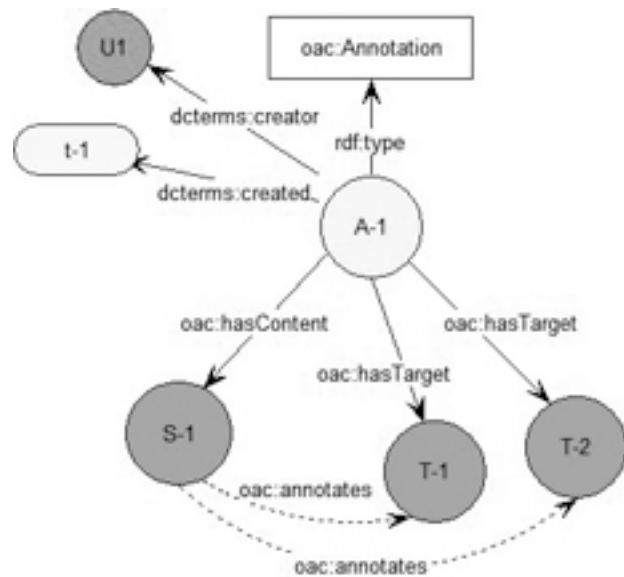 U1
oac:Annotation
dcterms:creator
rdf:type
t-1
dcterms:created
A-1
oac:hasContent
oac:hasTarget
oac:hasTarget
S-1
T-1
T-2
oac:annotates
oac:annotates